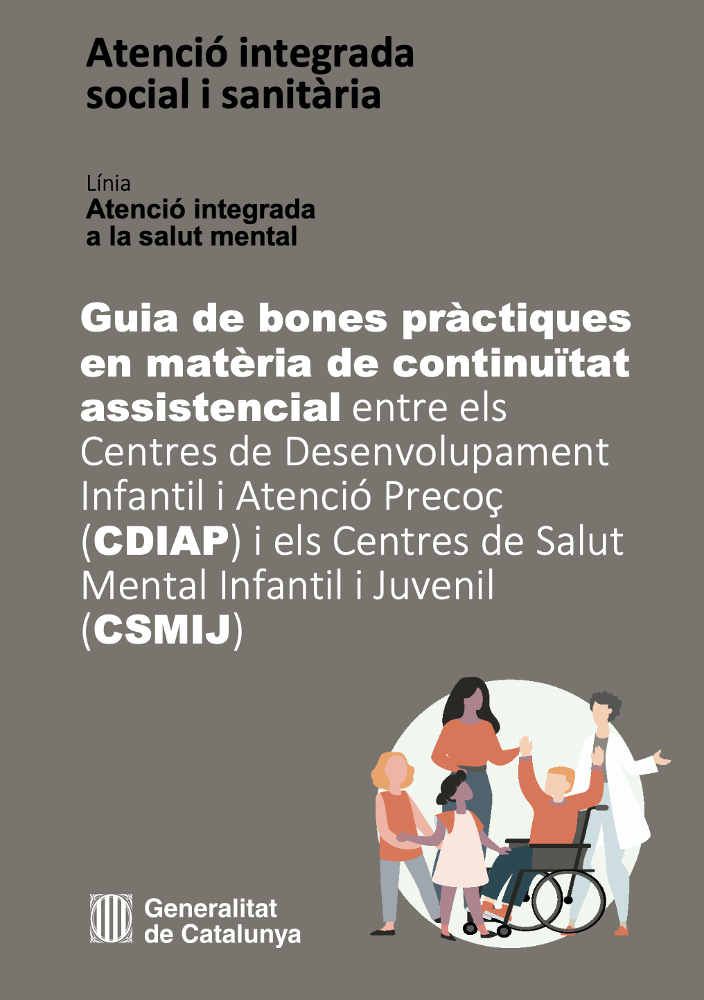 Atenció integrada
social i sanitària
Línia
Atenció integrada
a la salut mental
Guia de bones pràctiques
en matèria de continuïtat
assistencial entre els
Centres de Desenvolupament
Infantil i Atenció Precoç
(CDIAP) i els Centres de Salut
Mental Infantil i Juvenil
(CSMIJ)
Generalitat
de Catalunya